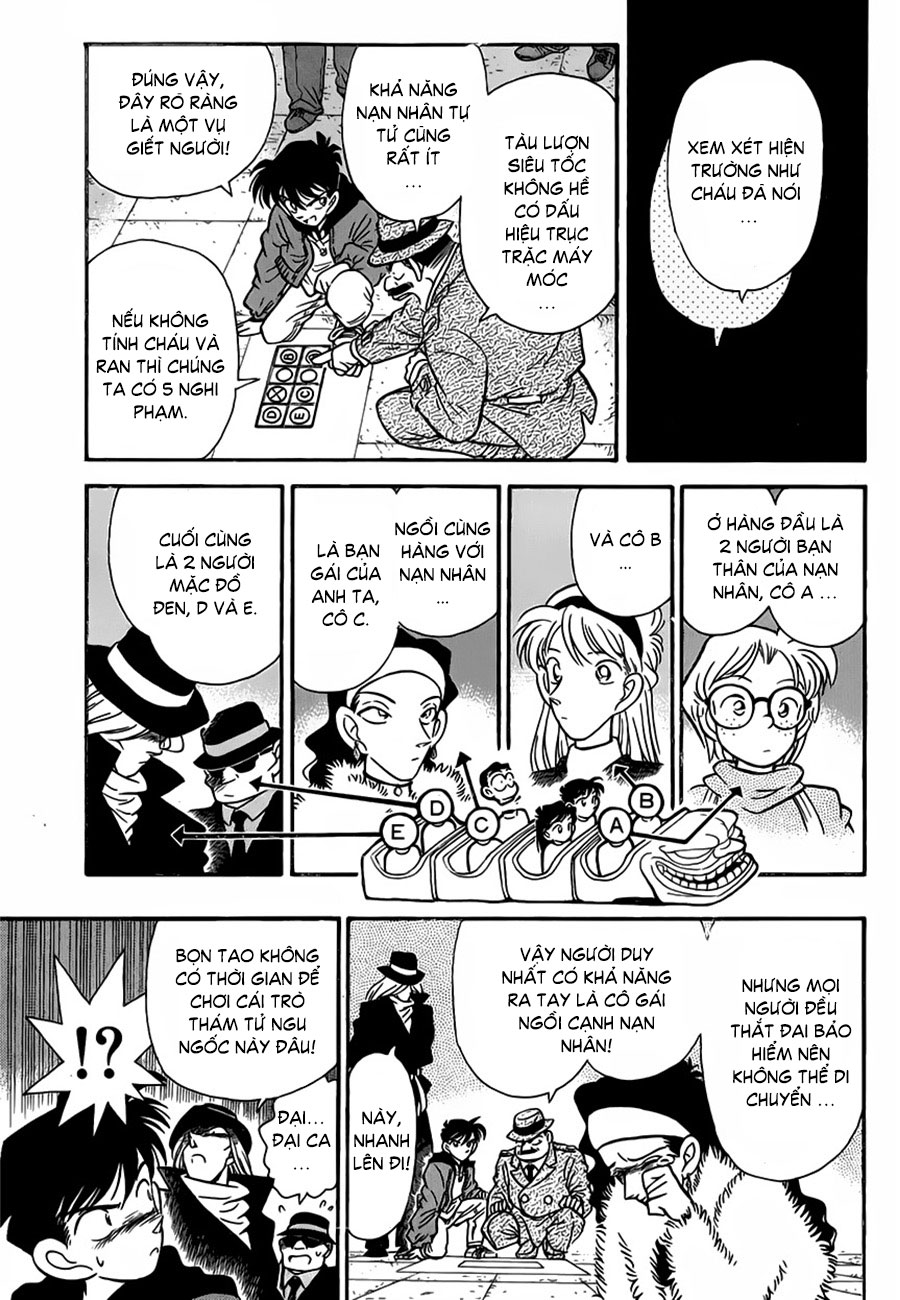 XEM XÉT HIỆN
TRƯỜNG NHƯ
CHÁU ĐÃ NÓI
...
TÀU LƯỢN
SIÊU TỐC
KHÔNG HỀ
CÓ DẤU
HIỆU TRỤC
TRẶC MÁY
MÓC
...
KHẢ NĂNG
NẠN NHÂN TỰ
TỬ CŨNG
RẤT ÍT
...
ĐÚNG VẬY,
ĐÂY RÕ RÀNG
LÀ MỘT VỤ
GIẾT NGƯỜI!
NẾU KHÔNG
TÍNH CHÁU VÀ
RAN THÌ CHÚNG
TA CÓ 5 NGHI
PHẠM.
Ở HÀNG ĐẦU LÀ
2 NGƯỜI BẠN
THÂN CỦA NẠN
NHÂN, CÔ A ...
VÀ CÔ B
...
NGỒI CÙNG
HÀNG VỚI
NẠN NHÂN
...
LÀ BẠN
GÁI CỦA
ANH TA,
CÔ C.
CUỐI CÙNG
LÀ 2 NGƯỜI
MẶC ĐỒ
ĐEN, D VÀ E.
B
A
C
D
E
NHƯNG MỌI
NGƯỜI ĐỀU
THẮT ĐAI BẢO
HIỂM NÊN
KHÔNG THỂ DI
CHUYỂN ...
VẬY NGƯỜI DUY
NHẤT CÓ KHẢ NĂNG
RA TAY LÀ CÔ GÁI
NGỒI CẠNH NẠN
NHÂN!
NÀY,
NHANH
LÊN ĐI!
BỌN TAO KHÔNG
CÓ THỜI GIAN ĐỂ
CHƠI CÁI TRÒ
THÁM TỬ NGU
NGỐC NÀY ĐÂU!
ĐẠI...
ĐẠI CA
...
!?